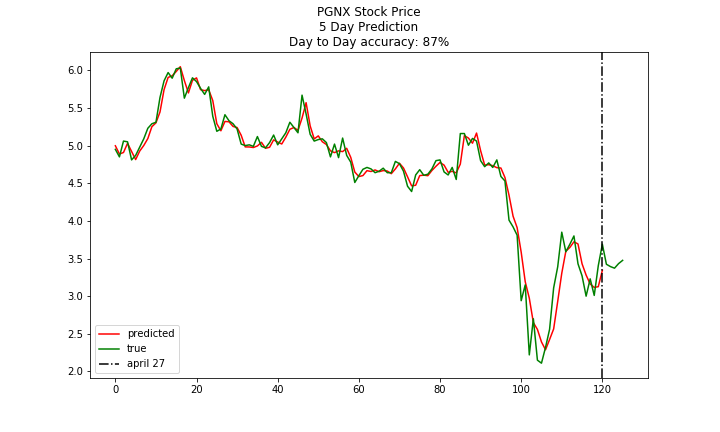 PGNX Stock Price
5 Day Prediction
Day to Day accuracy: 87%
6.0
5.5
5.0
4.5
4.0
3.5
3.0
2.5
2.0
predicted
true
april 27
0
20
40
60
80
100
120